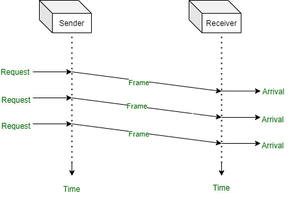 Sender
Receiver
Request
Frame
Arrival
Request
Frame
Arrival
Request
Frame
Arrival
Time
Time